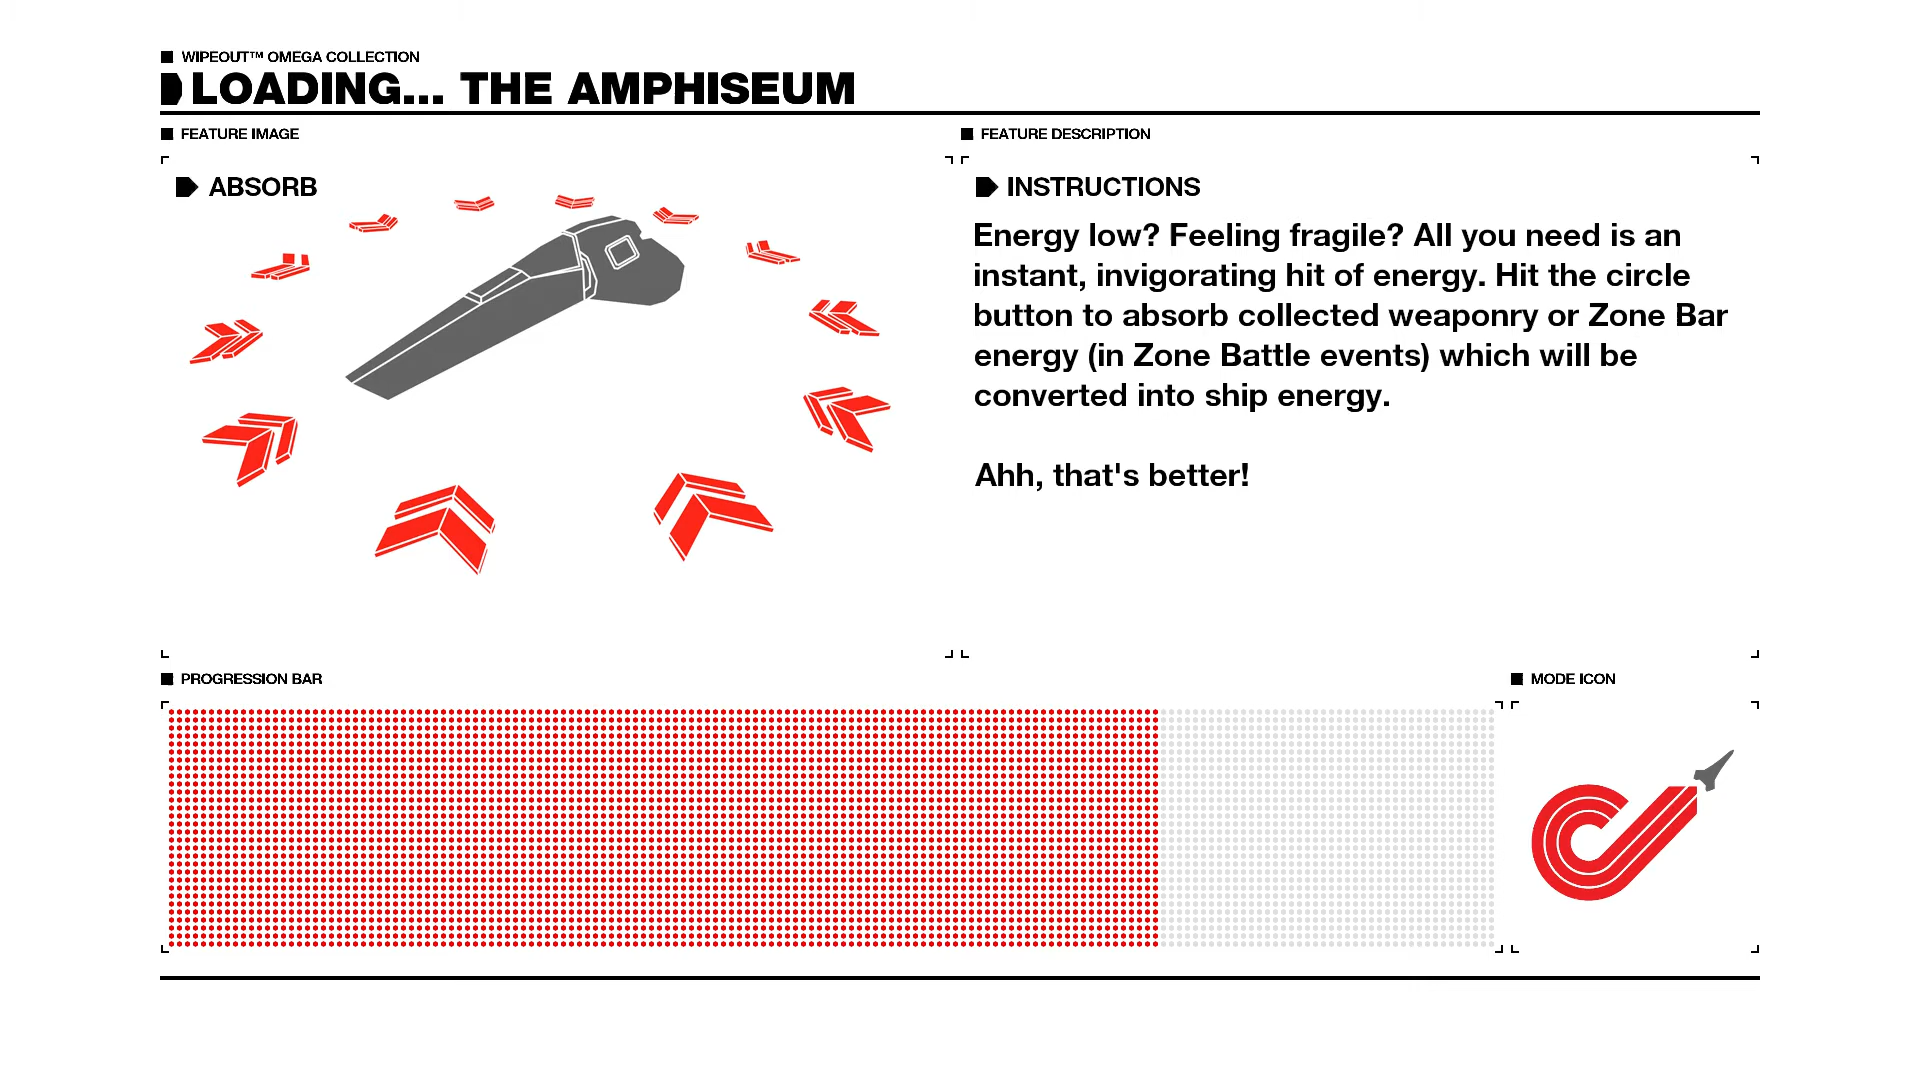 WIPEOUT™ OMEGA COLLECTION
LOADING... THE AMPHISEUM
FEATURE IMAGE
ABSORB
FEATURE DESCRIPTION
INSTRUCTIONS
Energy low? Feeling fragile? All you need is an
instant, invigorating hit of energy. Hit the circle
button to absorb collected weaponry or Zone Bar
energy (in Zone Battle events) which will be
converted into ship energy.
Ahh, that's better!
PROGRESSION BAR
MODE ICON